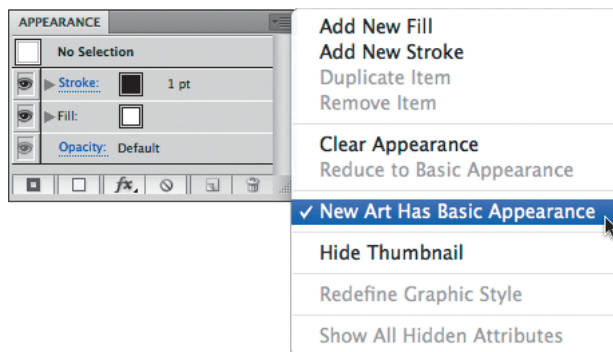 APPEARANCE
No Selection
Stroke: 1 pt
Fill:
Opacity: Default
fx
Add New Fill
Add New Stroke
Duplicate Item
Remove Item
Clear Appearance
Reduce to Basic Appearance
✓ New Art Has Basic Appearance
Hide Thumbnail
Redefine Graphic Style
Show All Hidden Attributes